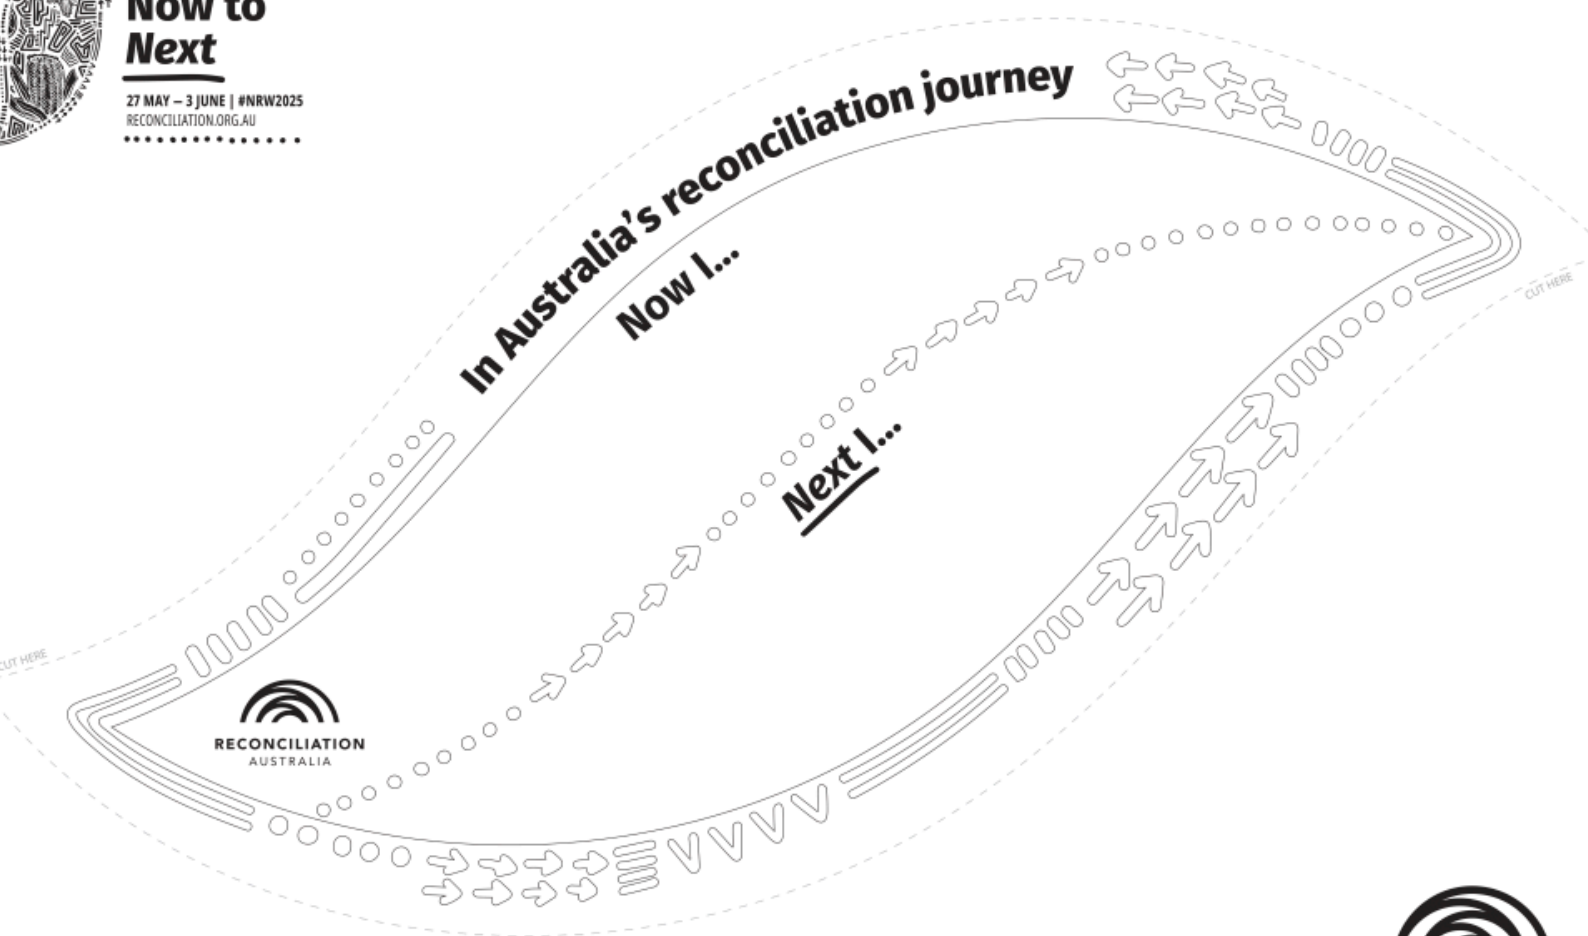 Now to
Next
27 MAY – 3 JUNE | #NRW2025
RECONCILIATION.ORG.AU
In Australia's reconciliation journey
Now I...
Next I...
CUT HERE
CUT HERE
RECONCILIATION
AUSTRALIA